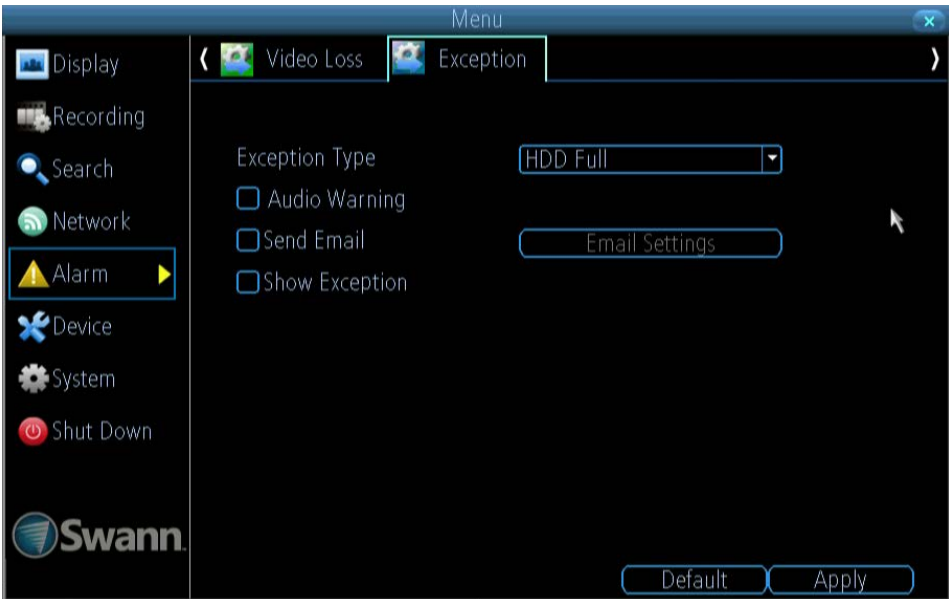 Menu
Display
Recording
Search
Network
Alarm
Device
System
Shut Down
Swann
Video Loss Exception
Exception Type HDD Full
Audio Warning
Send Email Email Settings
Show Exception
Default Apply